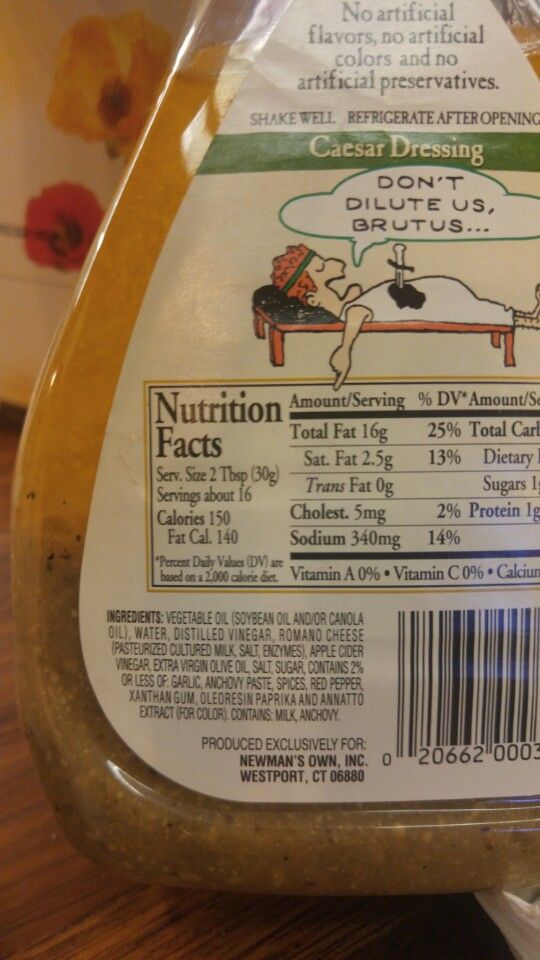 No artificial
flavors, no artificial
colors and no
artificial preservatives.
SHAKE WELL REFRIGERATE AFTER OPENING
Caesar Dressing
DON'T
DILUTE US,
BRUTUS...
Nutrition
Facts
Serv. Size 2 Tbsp (30g)
Servings about 16
Calories 150
Fat Cal. 140
*Percent Daily Values (DV) are
based on a 2,000 calorie diet.
Amount/Serving % DV* Amount/Se
Total Fat 16g 25% Total Carb
Sat. Fat 2.5g 13% Dietary
Trans Fat 0g Sugars 1g
Cholest. 5mg 2% Protein 1g
Sodium 340mg 14%
Vitamin A 0% • Vitamin C 0% • Calcium
INGREDIENTS: VEGETABLE OIL (SOYBEAN OIL AND/OR CANOLA
OIL), WATER, DISTILLED VINEGAR, ROMANO CHEESE
(PASTEURIZED CULTURED MILK, SALT, ENZYMES), APPLE CIDER
VINEGAR, EXTRA VIRGIN OLIVE OIL, SALT, SUGAR, CONTAINS 2%
OR LESS OF: GARLIC, ANCHOVY PASTE, SPICES, RED PEPPER,
XANTHAN GUM, OLEORESIN PAPRIKA AND ANNATTO
EXTRACT (FOR COLOR). CONTAINS: MILK, ANCHOVY.
PRODUCED EXCLUSIVELY FOR:
NEWMAN'S OWN, INC.
WESTPORT, CT 06880
0 20662 0003